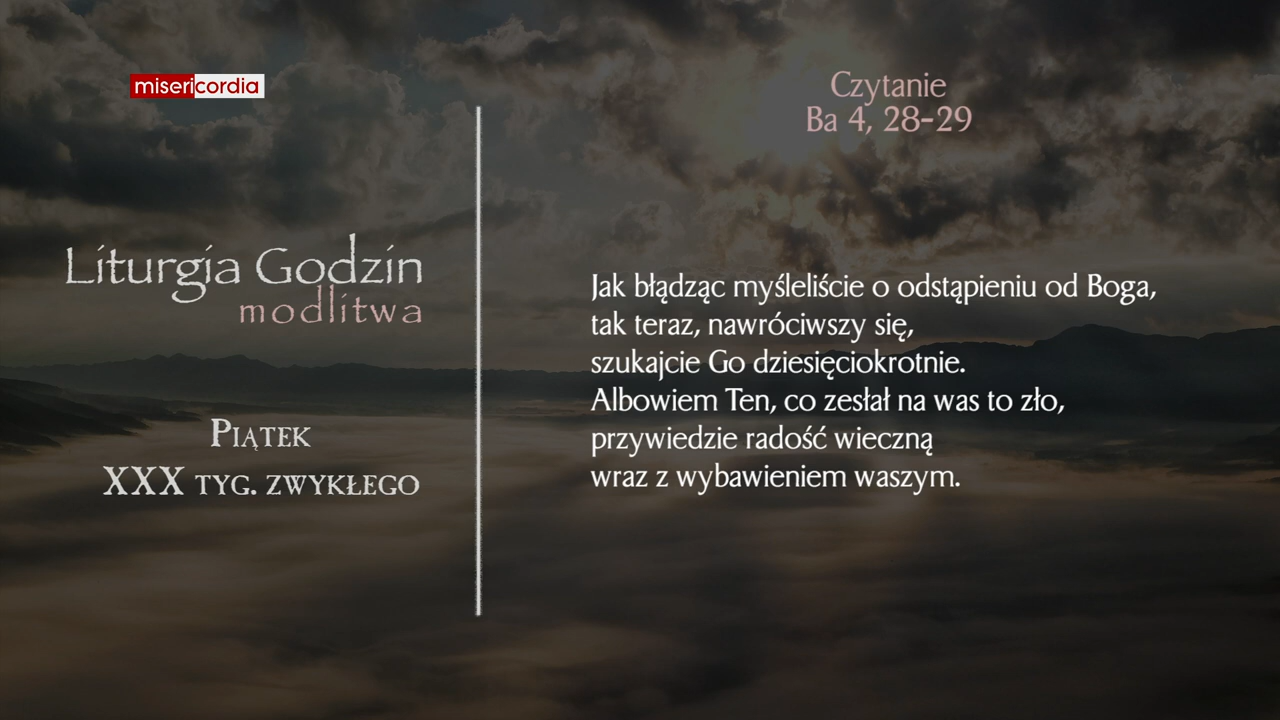 misericordia
Liturgia Godzin
modlitwa
Piątek
XXX tyg. zwykłego
Czytanie
Ba 4, 28-29
Jak błądząc myśleliście o odstąpieniu od Boga,
tak teraz, nawróciwszy się,
szukajcie Go dziesięciokrotnie.
Albowiem Ten, co zesłał na was to zło,
przywiedzie radość wieczną
wraz z wybawieniem waszym.